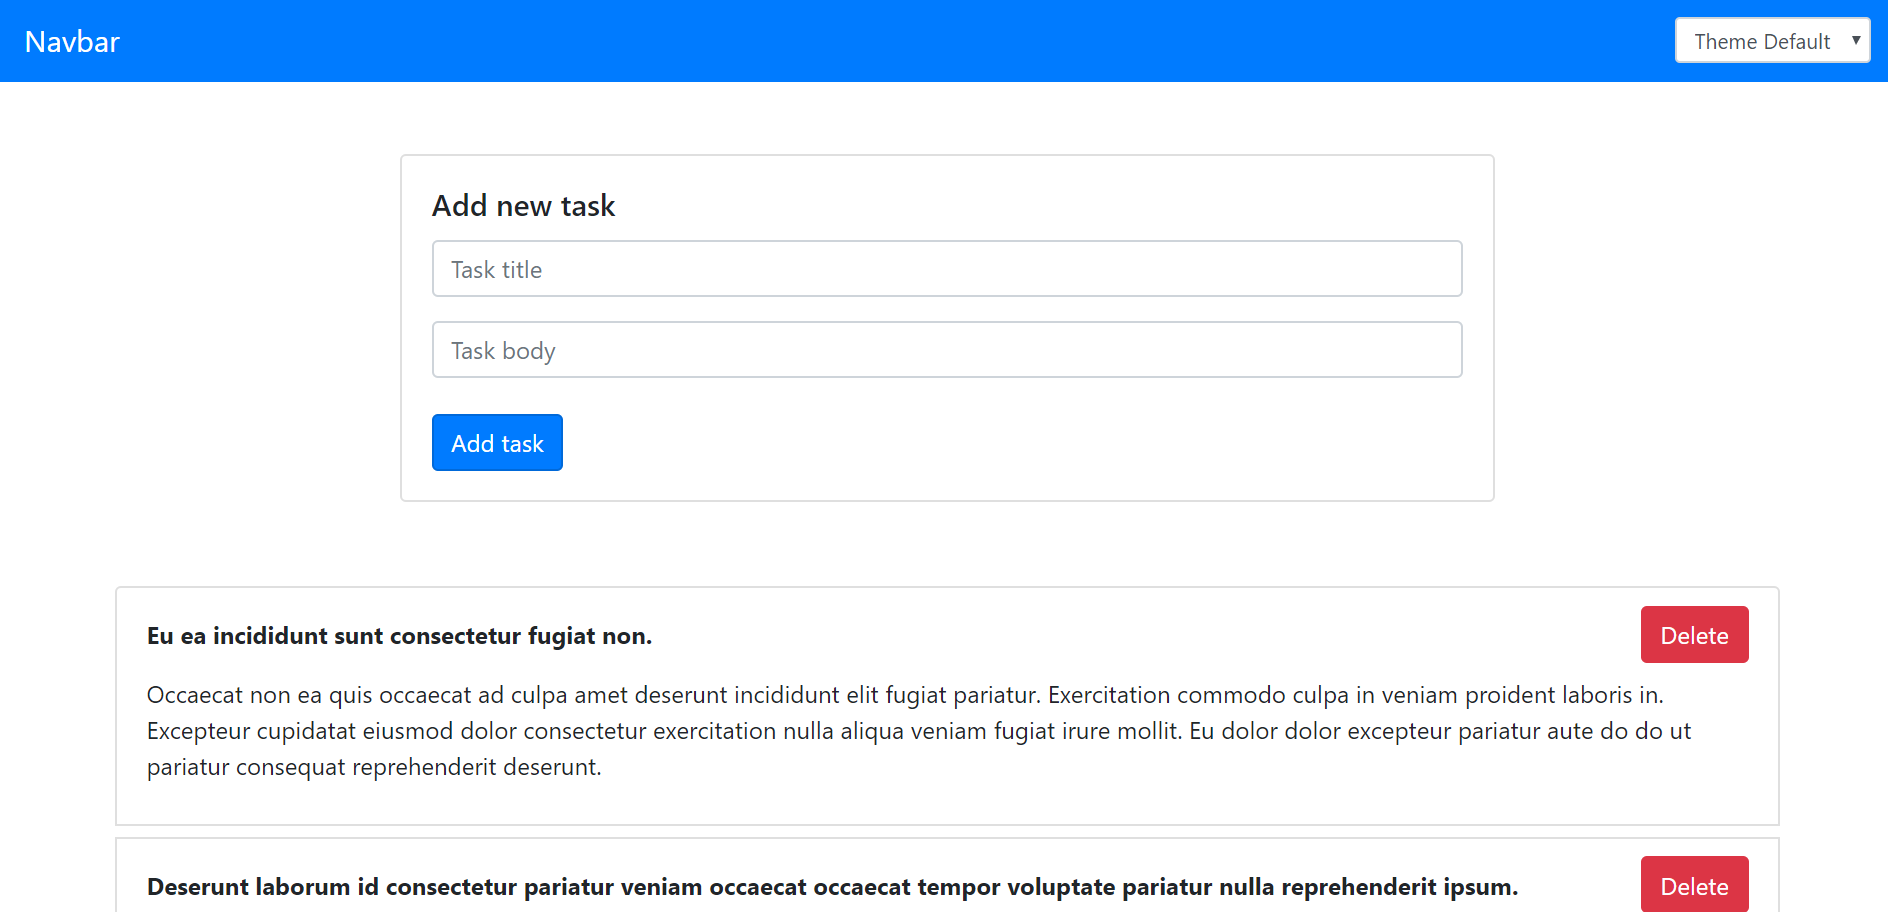 Navbar
Theme Default
Add new task
Task title
Task body
Add task
Eu ea incididunt sunt consectetur fugiat non.
Delete
Occaecat non ea quis occaecat ad culpa amet deserunt incididunt elit fugiat pariatur. Exercitation commodo culpa in veniam proident laboris in.
Excepteur cupidatat eiusmod dolor consectetur exercitation nulla aliqua veniam fugiat irure mollit. Eu dolor dolor excepteur pariatur aute do do ut
pariatur consequat reprehenderit deserunt.
Deserunt laborum id consectetur pariatur veniam occaecat occaecat tempor voluptate pariatur nulla reprehenderit ipsum.
Delete